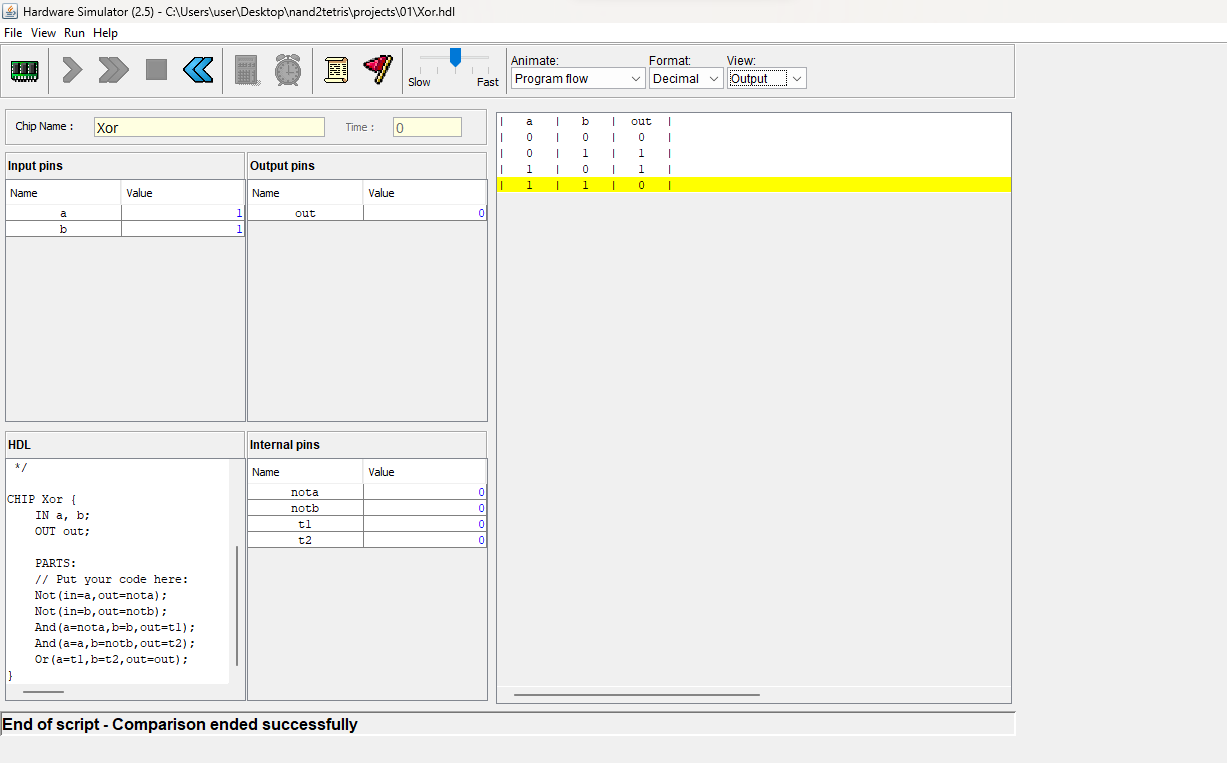 Hardware Simulator (2.5) - C:\Users\user\Desktop\nand2tetris\projects\01\Xor.hdl
File View Run Help
Slow Fast
Animate: Format: View:
Program flow Decimal Output
Chip Name : Xor Time : 0
Input pins
Name Value
a 1
b 1
Output pins
Name Value
out 0
HDL
*/
CHIP Xor {
IN a, b;
OUT out;
PARTS:
// Put your code here:
Not(in=a,out=nota);
Not(in=b,out=notb);
And(a=nota,b=b,out=t1);
And(a=a,b=notb,out=t2);
Or(a=t1,b=t2,out=out);
}
Internal pins
Name Value
nota 0
notb 0
t1 0
t2 0
| a | b | out |
| 0 | 0 | 0 |
| 0 | 1 | 1 |
| 1 | 0 | 1 |
| 1 | 1 | 0 |
End of script - Comparison ended successfully